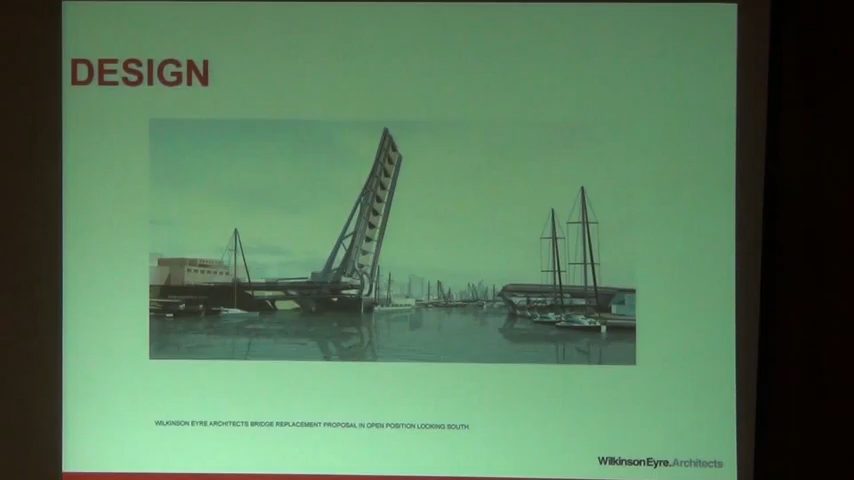 DESIGN
WILKINSON EYRE ARCHITECTS BRIDGE REPLACEMENT PROPOSAL IN OPEN POSITION LOOKING SOUTH
WilkinsonEyre.Architects